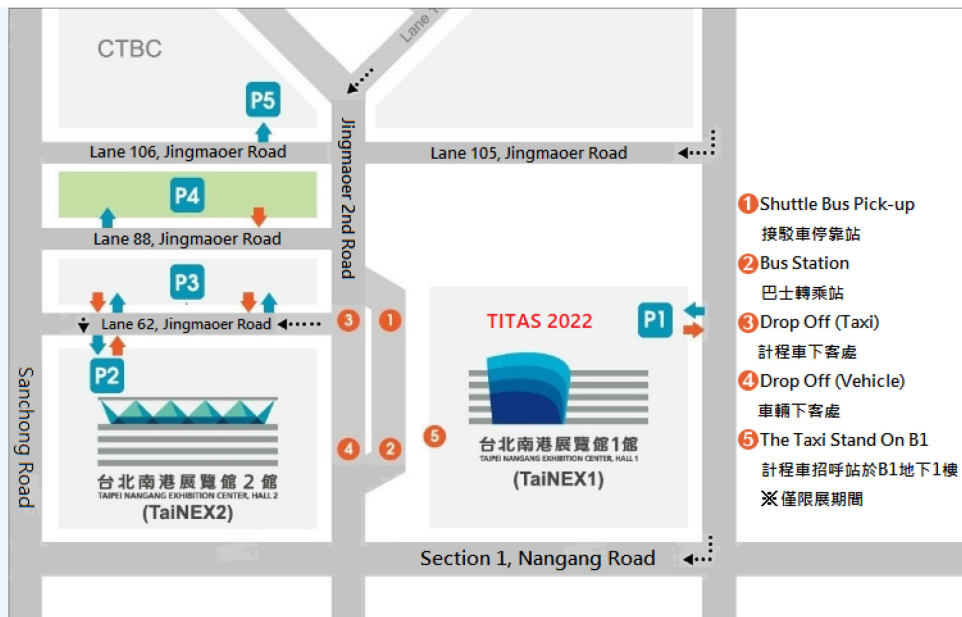 CTBC
Lane 1
P5
Jingmaoer 2nd Road
Lane 106, Jingmaoer Road
Lane 105, Jingmaoer Road
P4
Lane 88, Jingmaoer Road
P3
Lane 62, Jingmaoer Road
3
1
TITAS 2022
P1
P2
Sanchong Road
台北南港展覽館2館
TAIPEI NANGANG EXHIBITION CENTER, HALL 2
(TaiNEX2)
4
2
5
台北南港展覽館1館
TAIPEI NANGANG EXHIBITION CENTER, HALL 1
(TaiNEX1)
Section 1, Nangang Road
1 Shuttle Bus Pick-up
接駁車停靠站
2 Bus Station
巴士轉乘站
3 Drop Off (Taxi)
計程車下客處
4 Drop Off (Vehicle)
車輛下客處
5 The Taxi Stand On B1
計程車招呼站於B1地下1樓
※僅限展期間